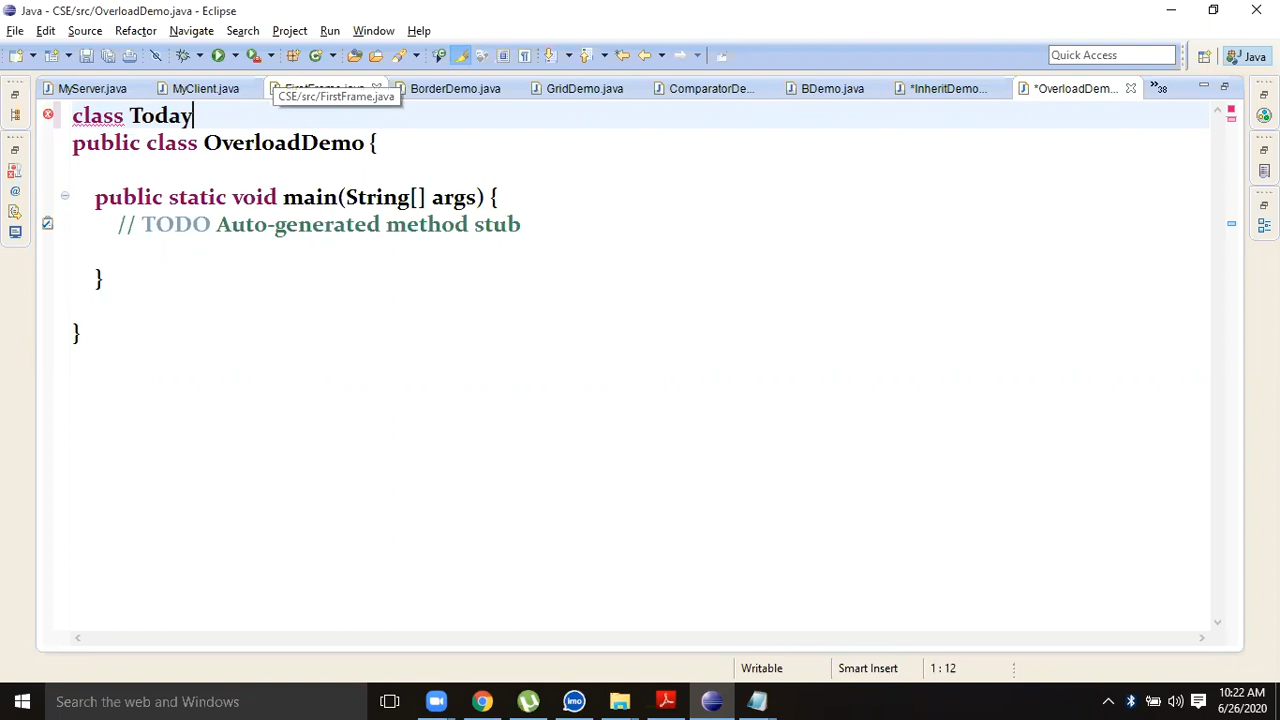 Java - CSE/src/OverloadDemo.java - Eclipse
File Edit Source Refactor Navigate Search Project Run Window Help
Quick Access
Java
MyServer.java MyClient.java FirstFrame.java BorderDemo.java GridDemo.java ComparatorDe... BDemo.java *InheritDemo... *OverloadDem... »38
CSE/src/FirstFrame.java
class Today
public class OverloadDemo {
public static void main(String[] args) {
// TODO Auto-generated method stub
}
}
Writable Smart Insert 1 : 12
Search the web and Windows
imo
10:22 AM
6/26/2020